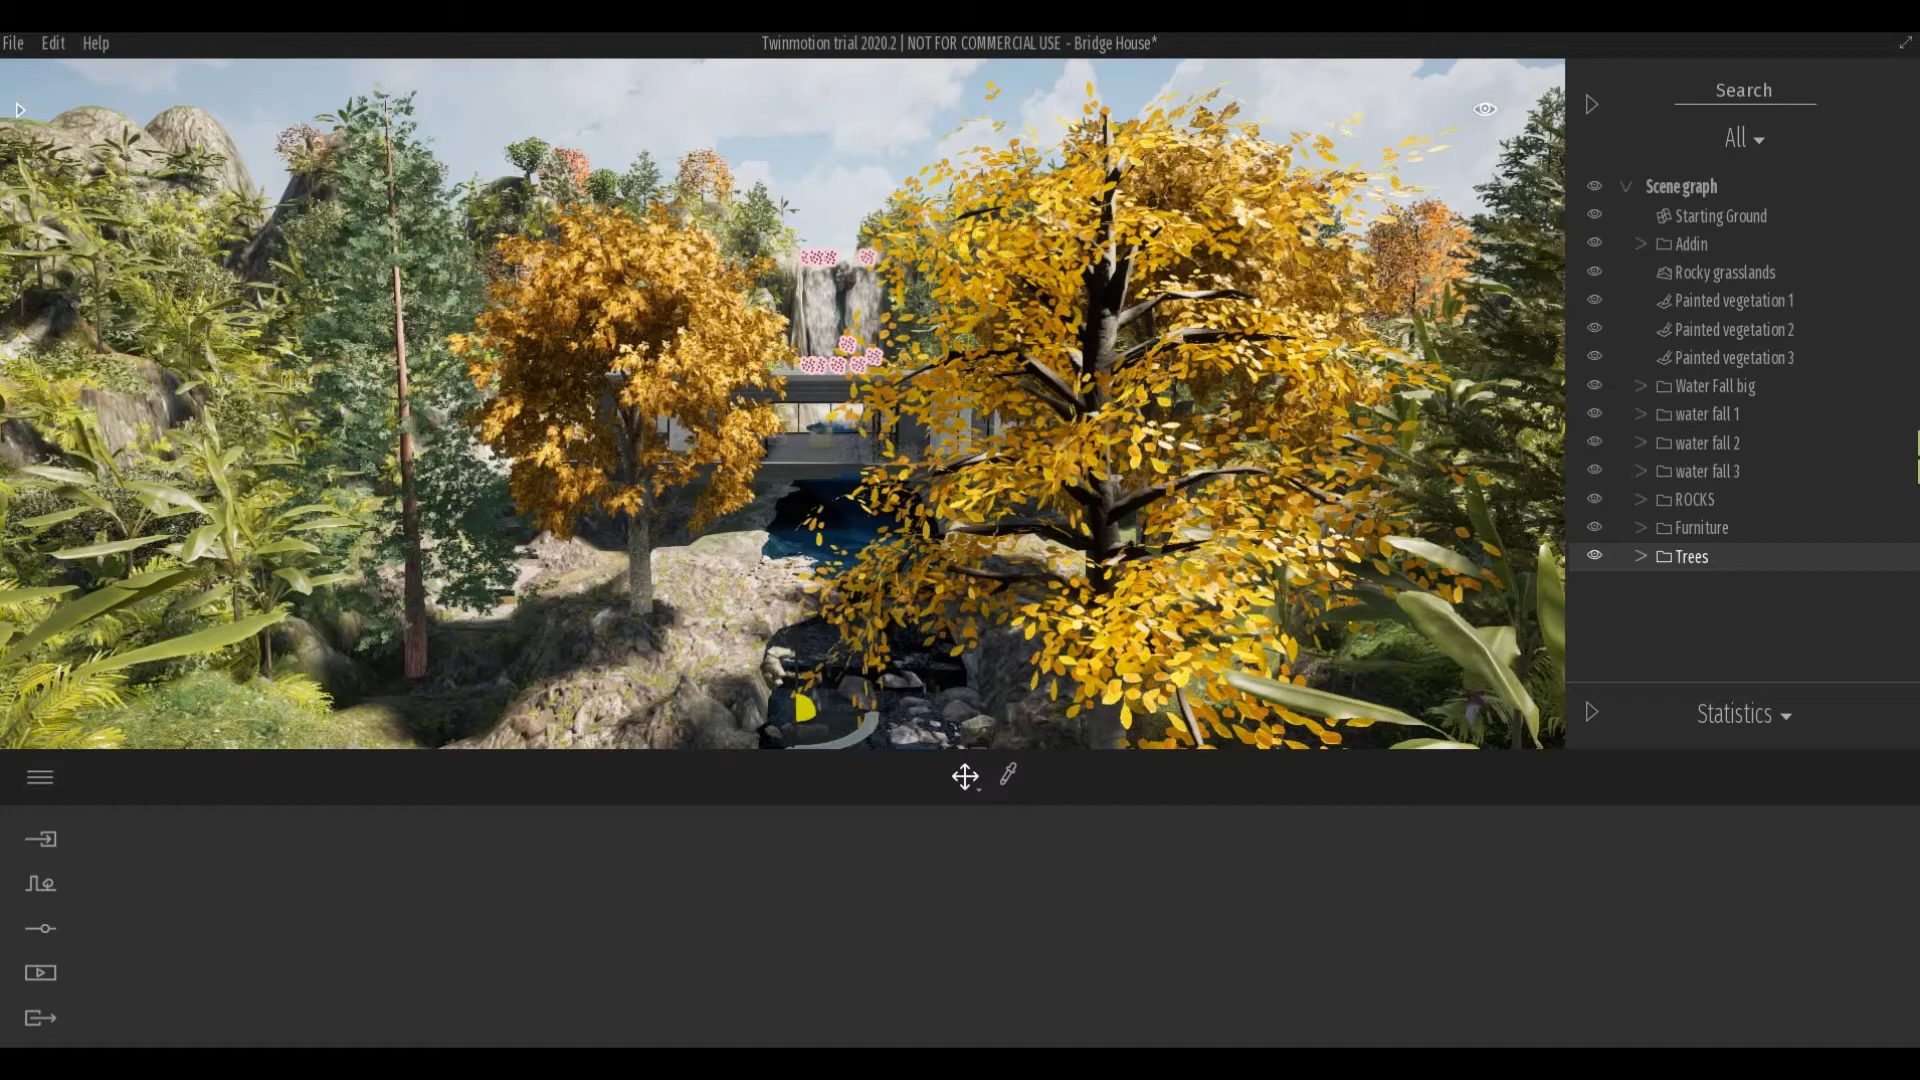 File Edit Help
Twinmotion trial 2020.2 | NOT FOR COMMERCIAL USE - Bridge House*
Search
All
Scene graph
Starting Ground
Addin
Rocky grasslands
Painted vegetation 1
Painted vegetation 2
Painted vegetation 3
Water Fall big
water fall 1
water fall 2
water fall 3
ROCKS
Furniture
Trees
Statistics